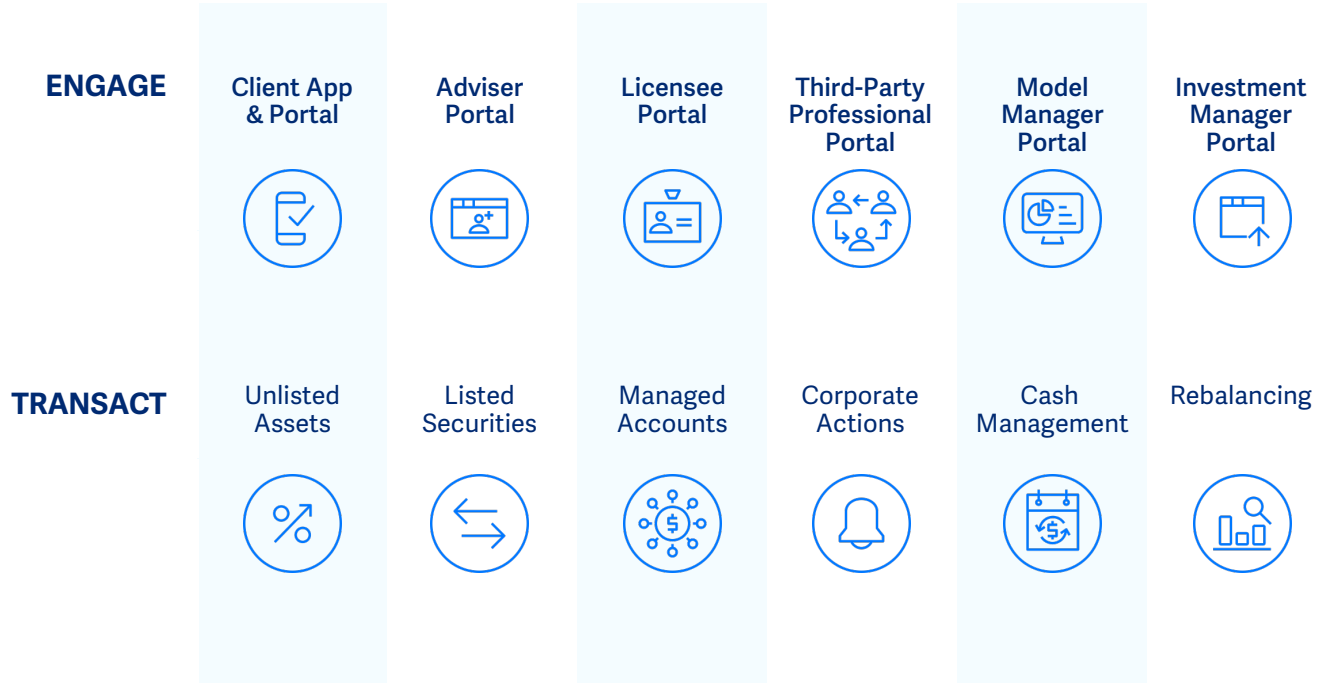 ENGAGE
Client App
& Portal
Adviser
Portal
Licensee
Portal
Third-Party
Professional
Portal
Model
Manager
Portal
Investment
Manager
Portal
TRANSACT
Unlisted
Assets
Listed
Securities
Managed
Accounts
Corporate
Actions
Cash
Management
Rebalancing